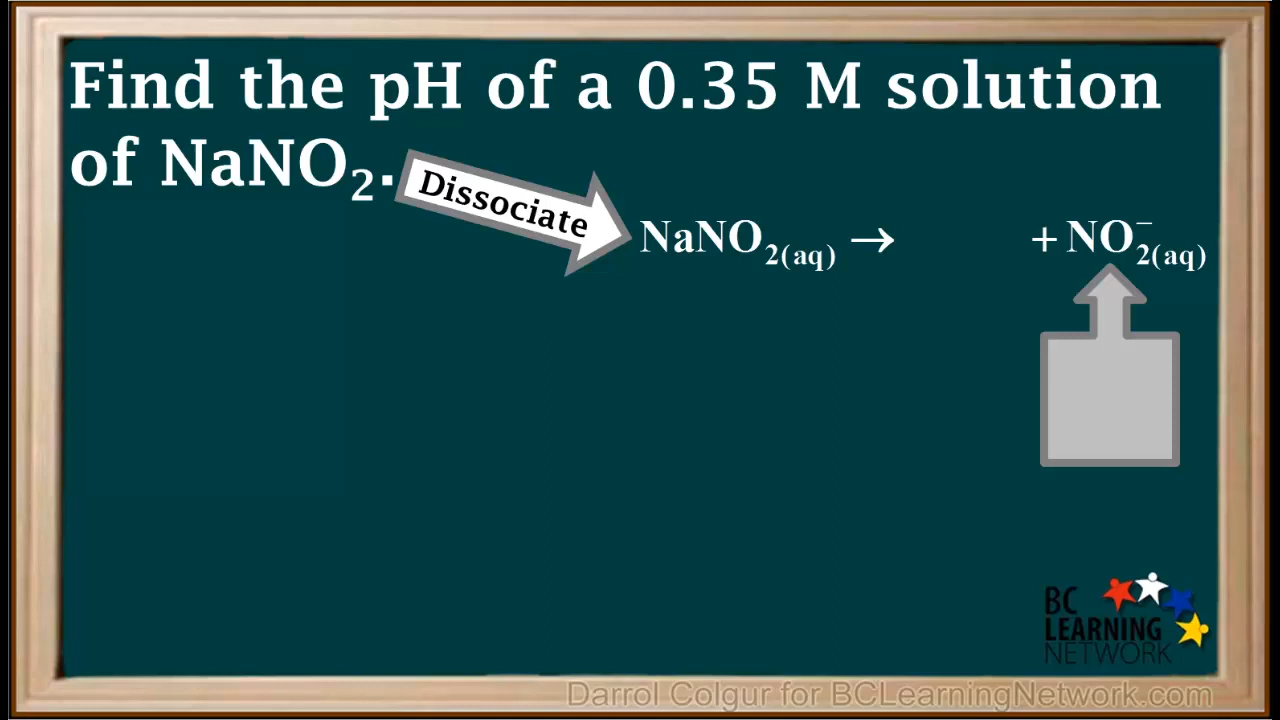 Find the pH of a 0.35 M solution
of NaNO₂.
Dissociate
NaNO₂(aq) → + NO₂⁻(aq)
BC
LEARNING
NETWORK
Darrol Colgur for BCLearningNetwork.com